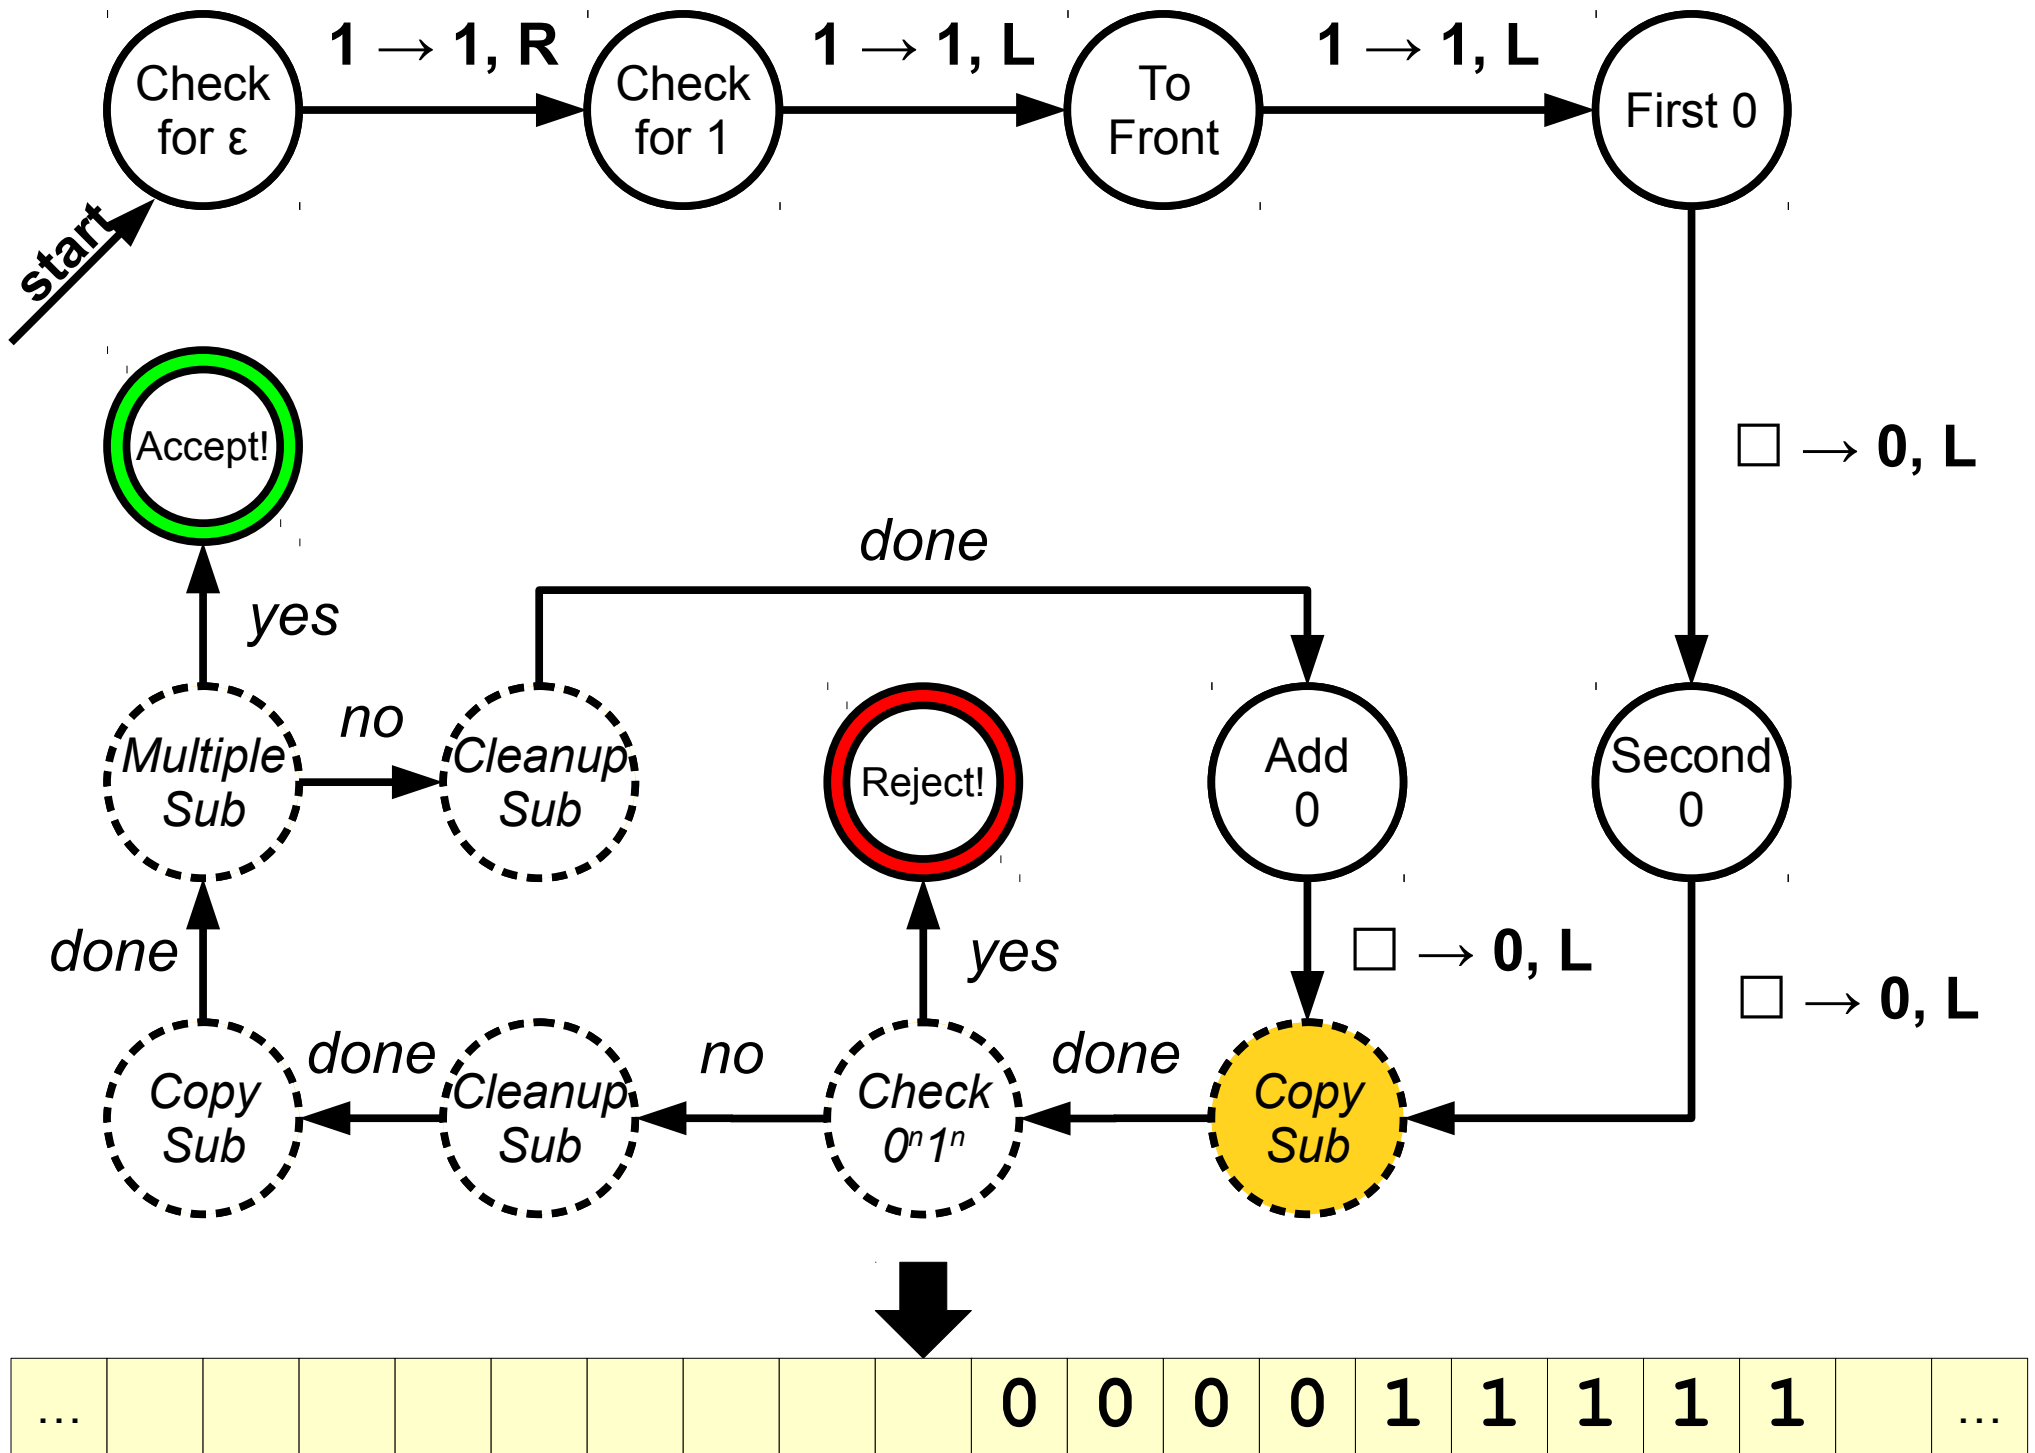 Check
for ε
1 → 1, R
Check
for 1
1 → 1, L
To
Front
1 → 1, L
First 0
start
Accept!
□ → 0, L
done
yes
Multiple
Sub
no
Cleanup
Sub
Reject!
Add
0
Second
0
done
yes
□ → 0, L
□ → 0, L
Copy
Sub
done
Cleanup
Sub
no
Check
0ⁿ1ⁿ
done
Copy
Sub
... 0 0 0 0 1 1 1 1 1 ...